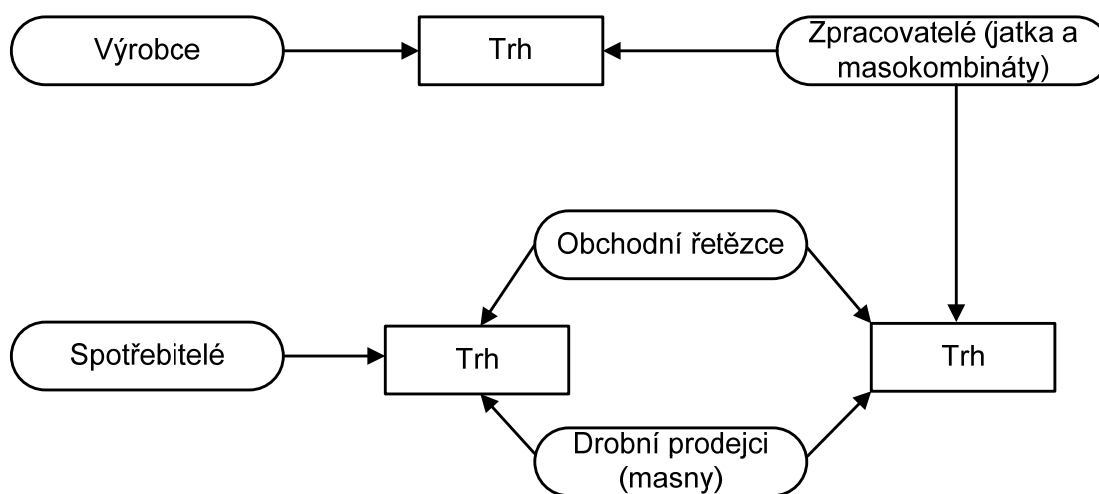 Výrobce
Trh
Zpracovatelé (jatka a
masokombináty)
Obchodní řetězce
Spotřebitelé
Trh
Trh
Drobní prodejci
(masny)